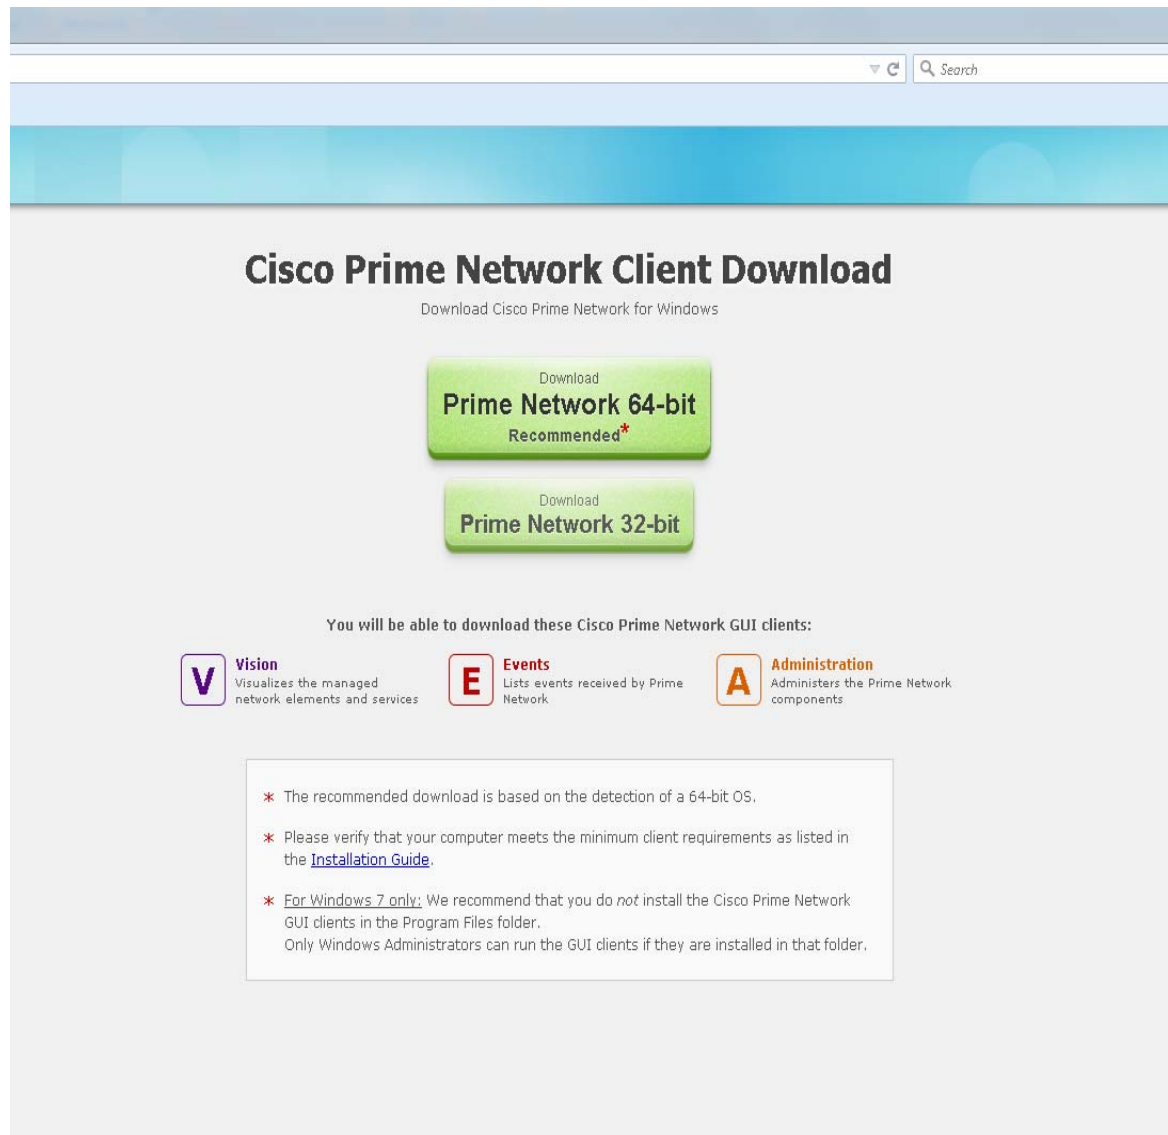 Search
Cisco Prime Network Client Download
Download Cisco Prime Network for Windows
Download
Prime Network 64-bit
Recommended*
Download
Prime Network 32-bit
You will be able to download these Cisco Prime Network GUI clients:
V
Vision
Visualizes the managed
network elements and services
E
Events
Lists events received by Prime
Network
A
Administration
Administers the Prime Network
components
* The recommended download is based on the detection of a 64-bit OS.
* Please verify that your computer meets the minimum client requirements as listed in
the Installation Guide.
* For Windows 7 only: We recommend that you do not install the Cisco Prime Network
GUI clients in the Program Files folder.
Only Windows Administrators can run the GUI clients if they are installed in that folder.